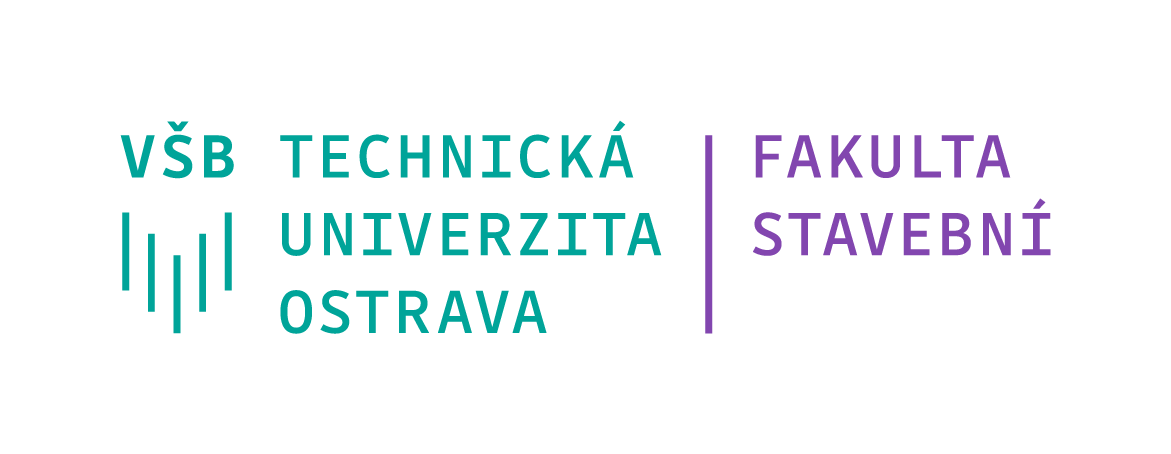 VŠB TECHNICKÁ
UNIVERZITA
OSTRAVA
FAKULTA
STAVEBNÍ